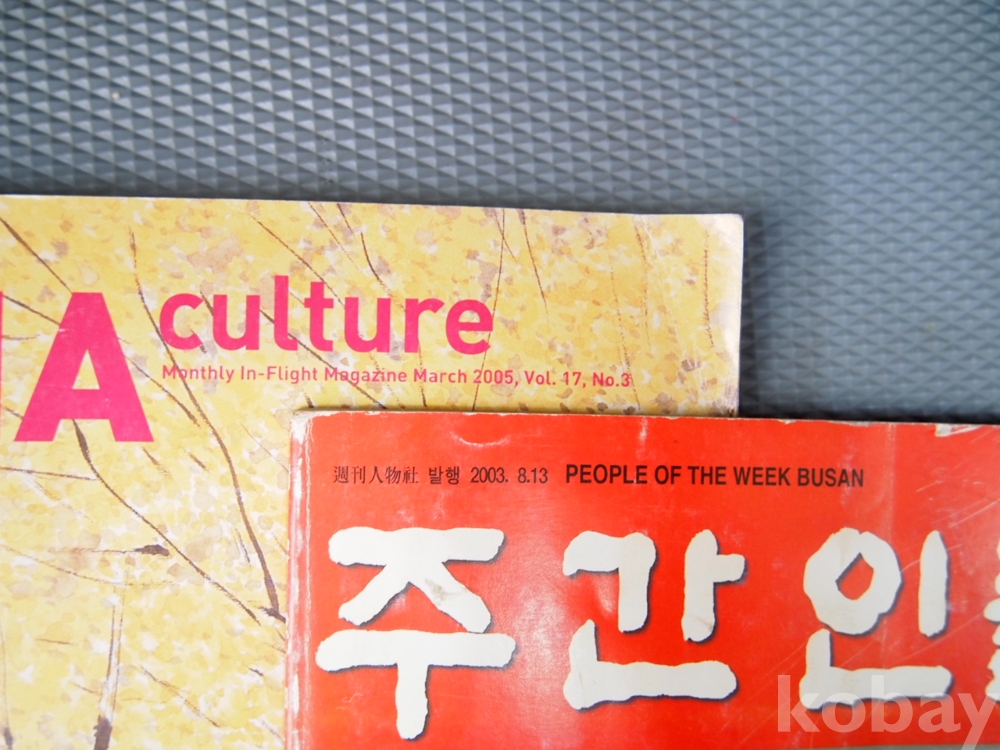 A culture
Monthly In-Flight Magazine March 2005, Vol. 17, No.3
週刊人物社 발행 2003. 8.13 PEOPLE OF THE WEEK BUSAN
주간인
kobay